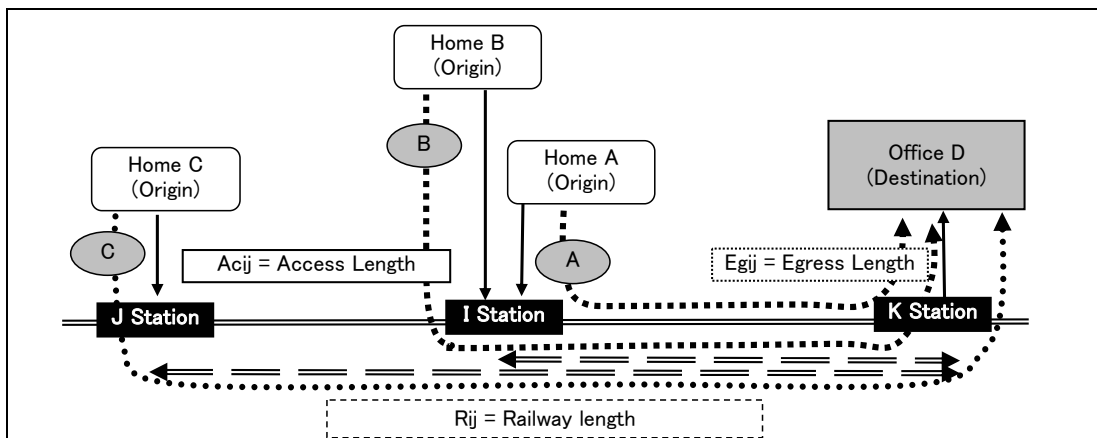 Home B
(Origin)
B
Home C
(Origin)
Home A
(Origin)
Office D
(Destination)
C
Acij = Access Length
A
Egij = Egress Length
J Station
I Station
K Station
Rij = Railway length